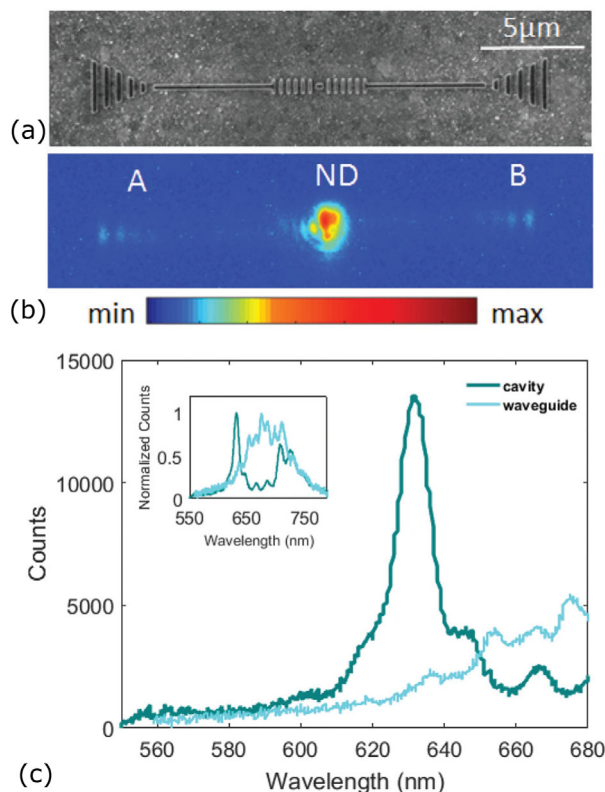 5μm
(a)
A
ND
B
(b)
min
max
15000
10000
5000
0
Counts
cavity
waveguide
1
0.5
0
Normalized Counts
550
650
750
Wavelength (nm)
560
580
600
620
640
660
680
Wavelength (nm)
(c)